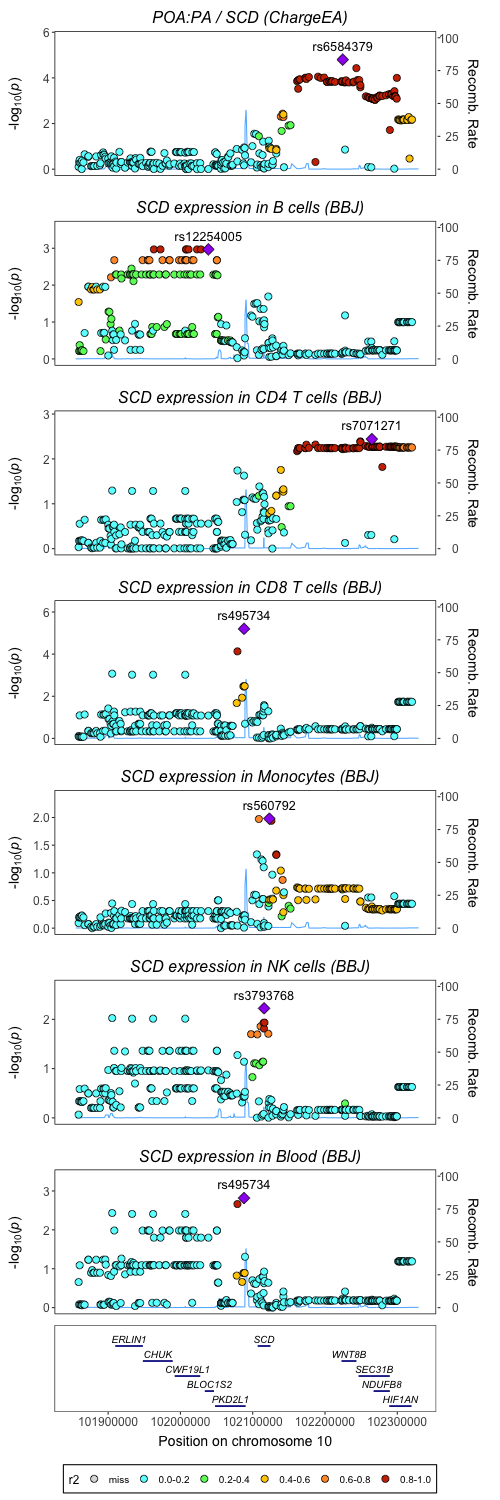 POA:PA / SCD (ChargeEA)
rs6584379
-log10(p)
Recomb. Rate
0 2 4 6
0 25 50 75 100
SCD expression in B cells (BBJ)
rs12254005
-log10(p)
Recomb. Rate
0 1 2 3
0 25 50 75 100
SCD expression in CD4 T cells (BBJ)
rs7071271
-log10(p)
Recomb. Rate
0 1 2 3
0 25 50 75 100
SCD expression in CD8 T cells (BBJ)
rs495734
-log10(p)
Recomb. Rate
0 2 4 6
0 25 50 75 100
SCD expression in Monocytes (BBJ)
rs560792
-log10(p)
Recomb. Rate
0.0 0.5 1.0 1.5 2.0
0 25 50 75 100
SCD expression in NK cells (BBJ)
rs3793768
-log10(p)
Recomb. Rate
0 1 2
0 25 50 75 100
SCD expression in Blood (BBJ)
rs495734
-log10(p)
Recomb. Rate
0 1 2 3
0 25 50 75 100
ERLIN1 SCD
CHUK WNT8B
CWF19L1 SEC31B
BLOC1S2 NDUFB8
PKD2L1 HIF1AN
101900000 102000000 102100000 102200000 102300000
Position on chromosome 10
r2 miss 0.0-0.2 0.2-0.4 0.4-0.6 0.6-0.8 0.8-1.0